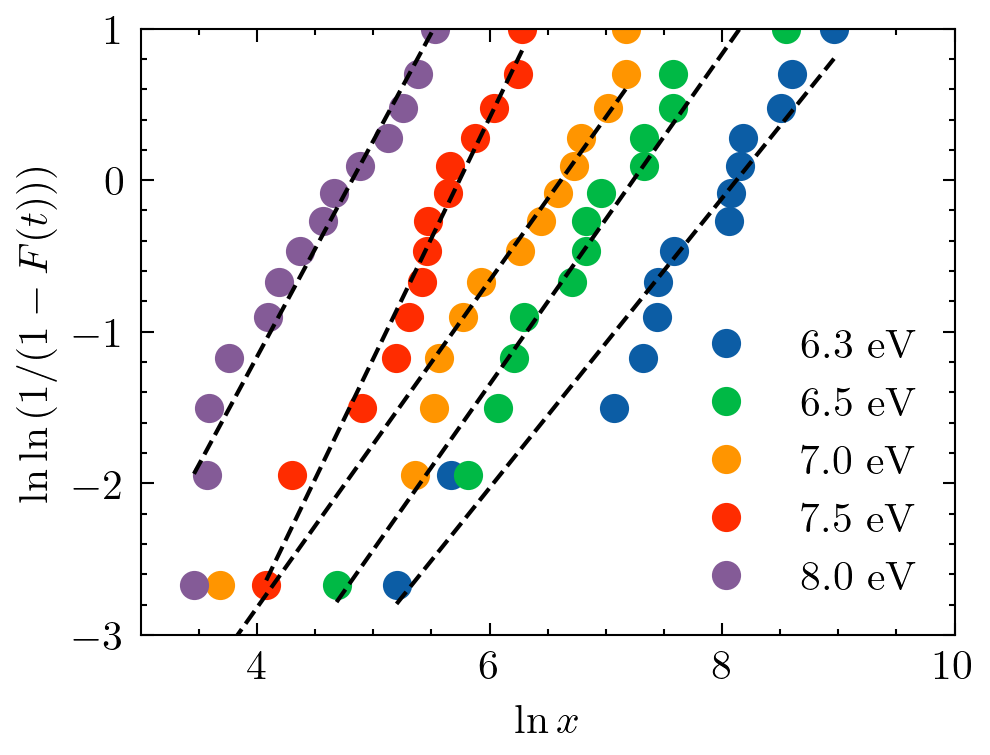 1
0
−1
−2
−3
ln ln (1/(1 − F(t)))
6.3 eV
6.5 eV
7.0 eV
7.5 eV
8.0 eV
4 6 8 10
ln x